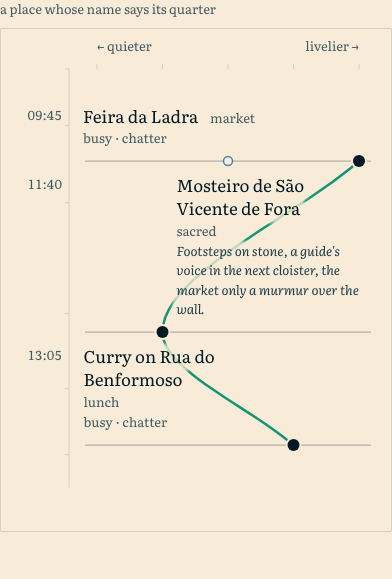 a place whose name says its quarter
← quieter
livelier →
09:45
Feira da Ladra market
busy · chatter
11:40
Mosteiro de São
Vicente de Fora
sacred
Footsteps on stone, a guide's
voice in the next cloister, the
market only a murmur over the
wall.
13:05
Curry on Rua do
Benformoso
lunch
busy · chatter